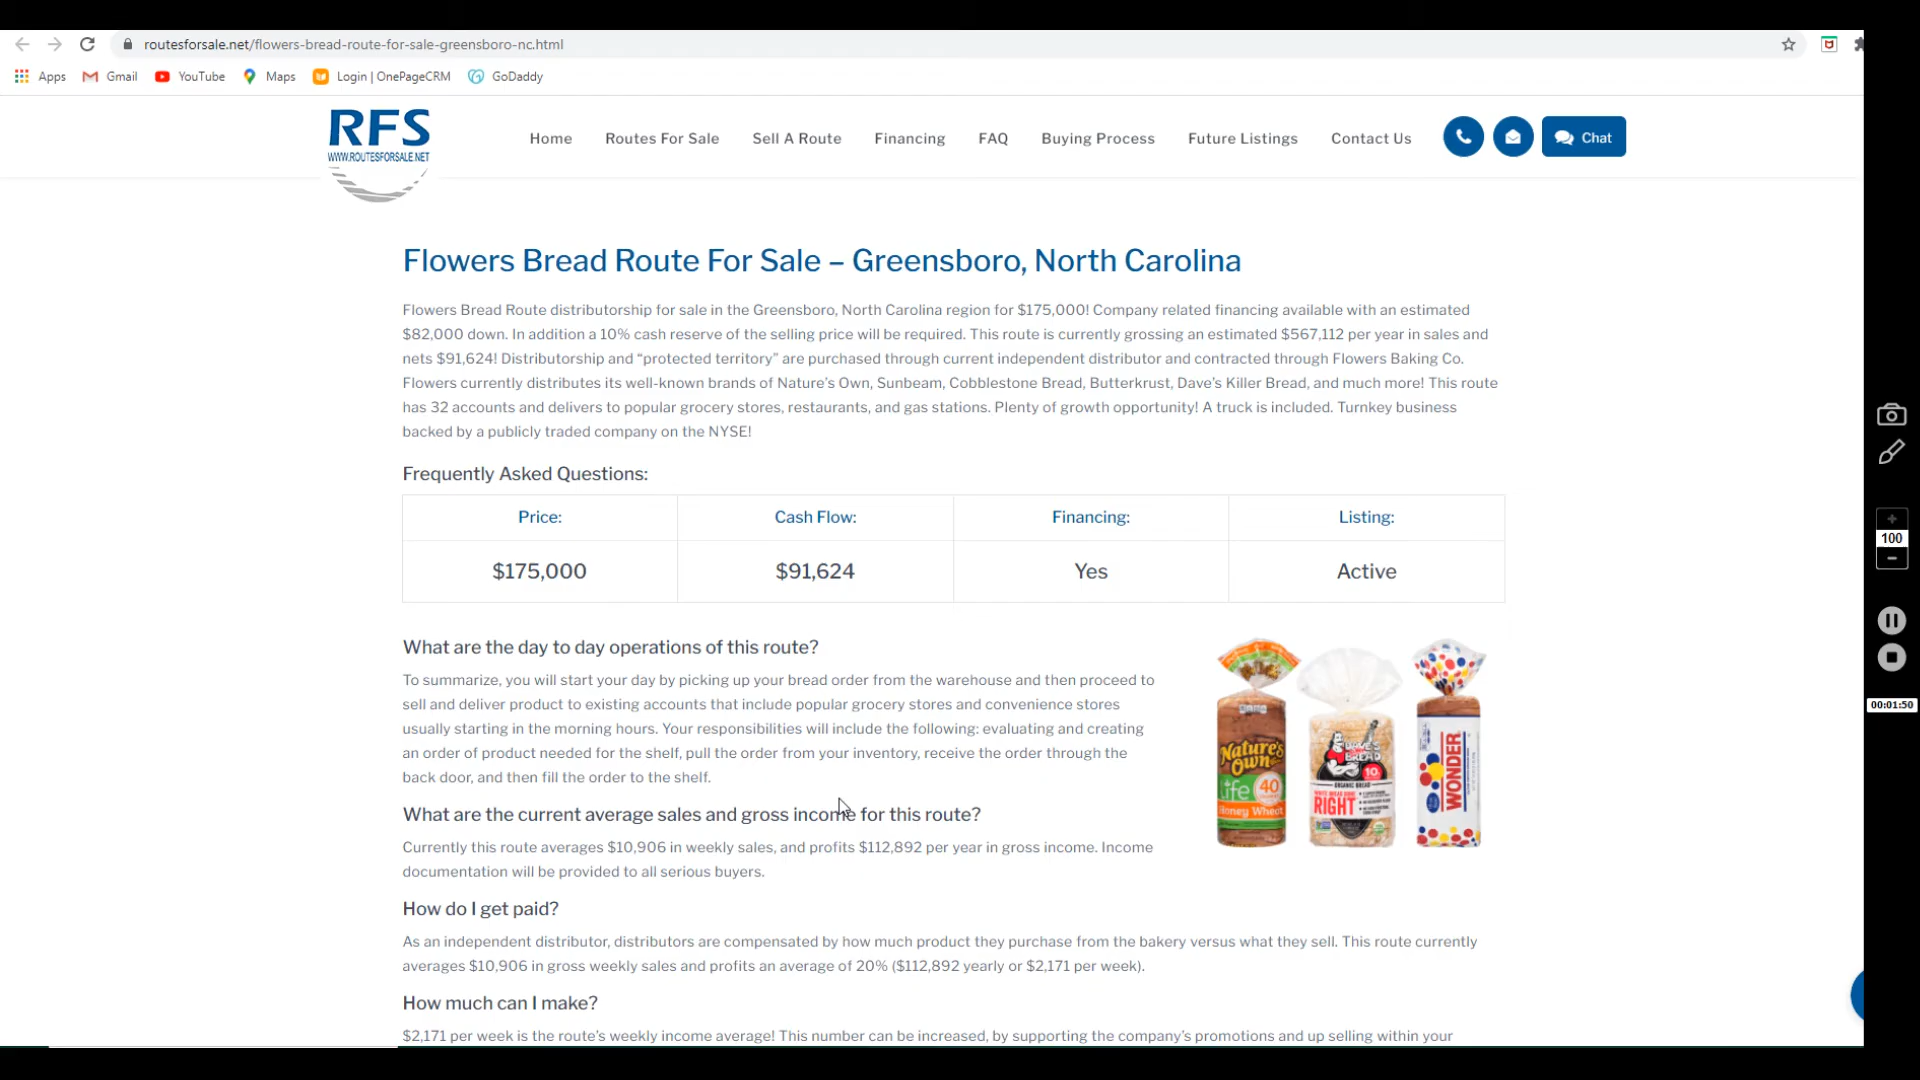 routesforsale.net/flowers-bread-route-for-sale-greensboro-nc.html
Apps Gmail YouTube Maps Login | OnePageCRM GoDaddy
RFS
WWW.ROUTESFORSALE.NET
Home Routes For Sale Sell A Route Financing FAQ Buying Process Future Listings Contact Us Chat
Flowers Bread Route For Sale – Greensboro, North Carolina
Flowers Bread Route distributorship for sale in the Greensboro, North Carolina region for $175,000! Company related financing available with an estimated
$82,000 down. In addition a 10% cash reserve of the selling price will be required. This route is currently grossing an estimated $567,112 per year in sales and
nets $91,624! Distributorship and “protected territory” are purchased through current independent distributor and contracted through Flowers Baking Co.
Flowers currently distributes its well-known brands of Nature’s Own, Sunbeam, Cobblestone Bread, Butterkrust, Dave’s Killer Bread, and much more! This route
has 32 accounts and delivers to popular grocery stores, restaurants, and gas stations. Plenty of growth opportunity! A truck is included. Turnkey business
backed by a publicly traded company on the NYSE!
Frequently Asked Questions:
Price: Cash Flow: Financing: Listing:
$175,000 $91,624 Yes Active
What are the day to day operations of this route?
To summarize, you will start your day by picking up your bread order from the warehouse and then proceed to
sell and deliver product to existing accounts that include popular grocery stores and convenience stores
usually starting in the morning hours. Your responsibilities will include the following: evaluating and creating
an order of product needed for the shelf, pull the order from your inventory, receive the order through the
back door, and then fill the order to the shelf.
Nature's
Own
life
40
Honey Wheat
BREAD
10
RIGHT
WONDER
What are the current average sales and gross income for this route?
Currently this route averages $10,906 in weekly sales, and profits $112,892 per year in gross income. Income
documentation will be provided to all serious buyers.
How do I get paid?
As an independent distributor, distributors are compensated by how much product they purchase from the bakery versus what they sell. This route currently
averages $10,906 in gross weekly sales and profits an average of 20% ($112,892 yearly or $2,171 per week).
How much can I make?
$2,171 per week is the route’s weekly income average! This number can be increased, by supporting the company’s promotions and up selling within your
100
00:01:50